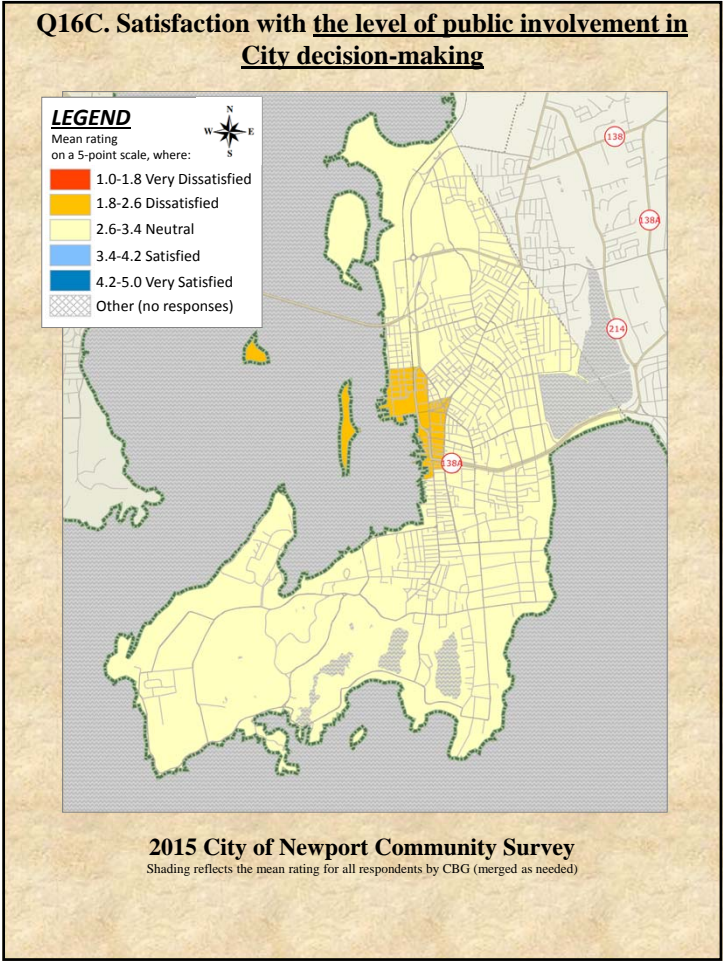 Q16C. Satisfaction with the level of public involvement in
City decision-making
LEGEND
Mean rating
on a 5-point scale, where:
N
W E
S
1.0-1.8 Very Dissatisfied
1.8-2.6 Dissatisfied
2.6-3.4 Neutral
3.4-4.2 Satisfied
4.2-5.0 Very Satisfied
Other (no responses)
138
138A
214
138A
2015 City of Newport Community Survey
Shading reflects the mean rating for all respondents by CBG (merged as needed)